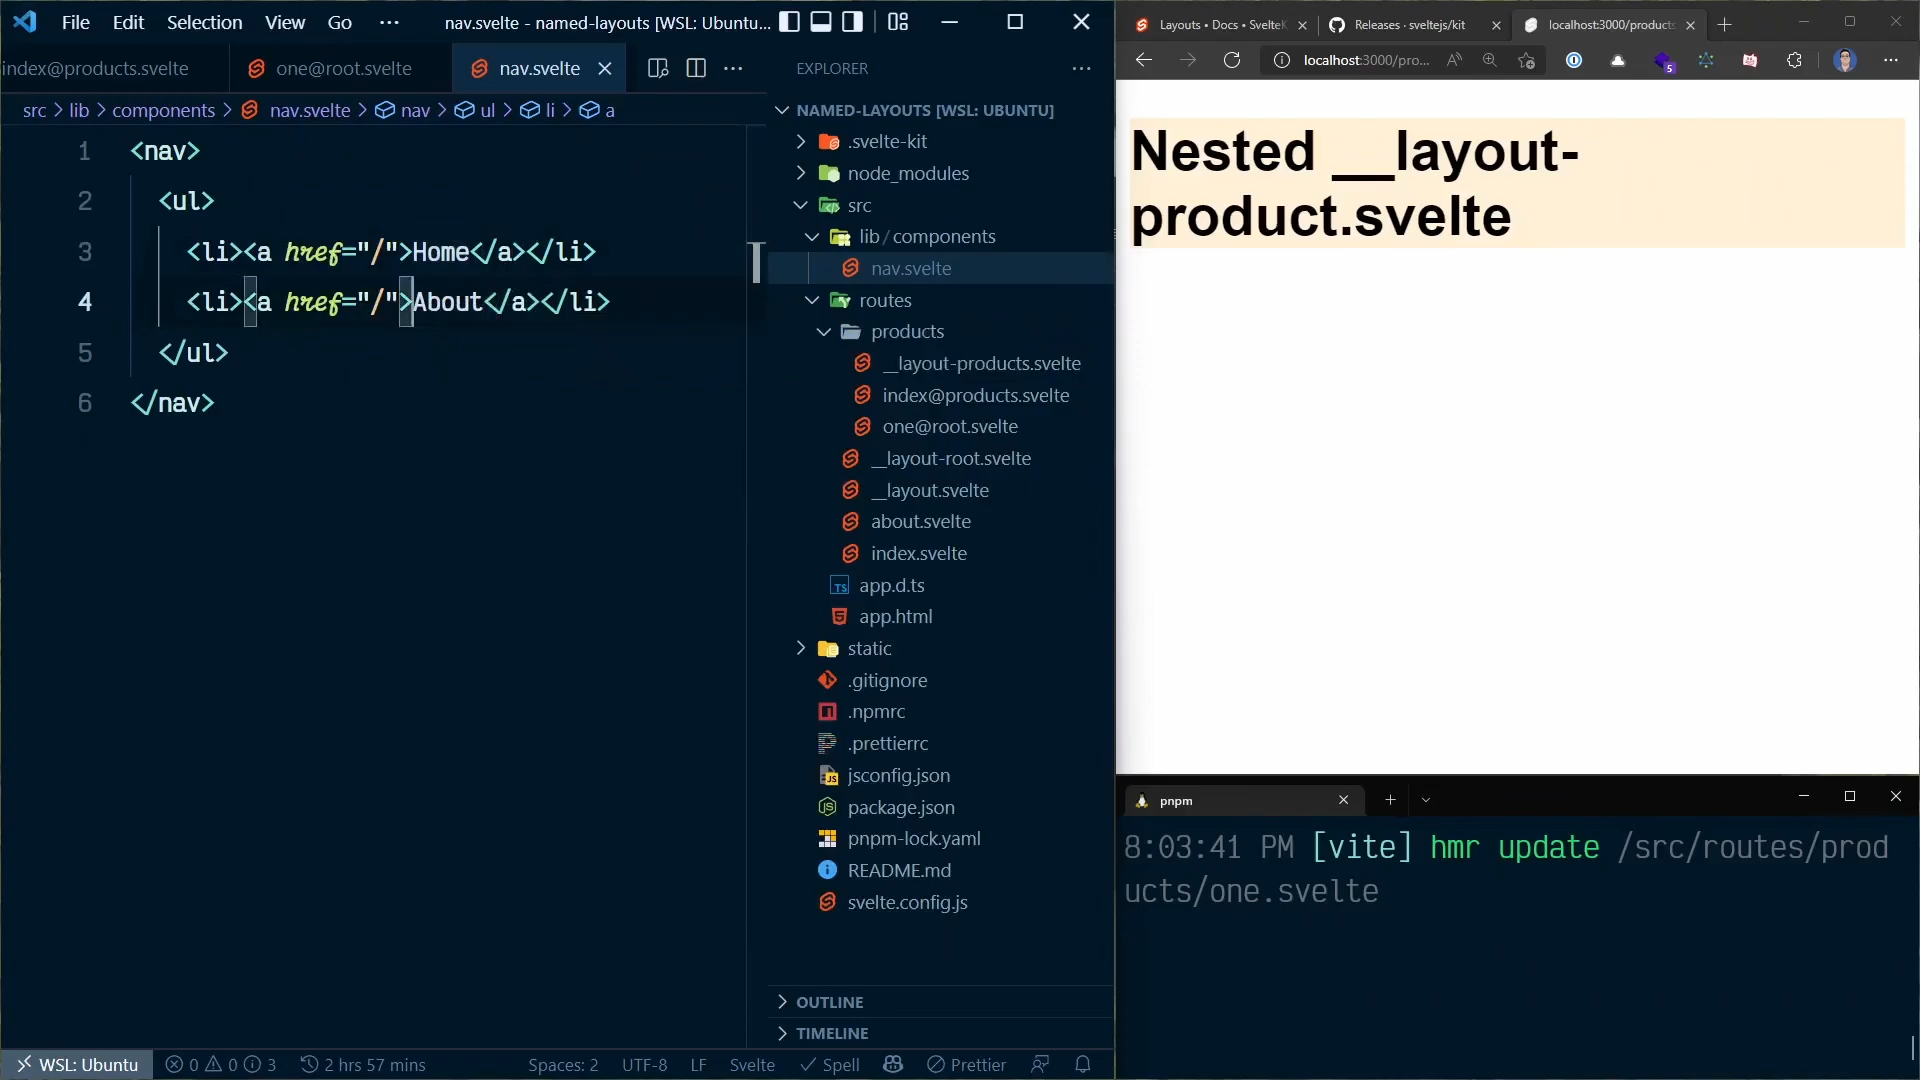 File Edit Selection View Go ··· nav.svelte - named-layouts [WSL: Ubuntu...
index@products.svelte one@root.svelte nav.svelte
src > lib > components > nav.svelte > nav > ul > li > a
1 <nav>
2 <ul>
3 <li><a href="/">Home</a></li>
4 <li><a href="/">About</a></li>
5 </ul>
6 </nav>
EXPLORER
NAMED-LAYOUTS [WSL: UBUNTU]
.svelte-kit
node_modules
src
lib/components
nav.svelte
routes
products
__layout-products.svelte
index@products.svelte
one@root.svelte
__layout-root.svelte
__layout.svelte
about.svelte
index.svelte
app.d.ts
app.html
static
.gitignore
.npmrc
.prettierrc
jsconfig.json
package.json
pnpm-lock.yaml
README.md
svelte.config.js
OUTLINE
TIMELINE
WSL: Ubuntu 0 0 3 2 hrs 57 mins Spaces: 2 UTF-8 LF Svelte Spell Prettier
Layouts • Docs • SvelteK Releases · sveltejs/kit localhost:3000/products
localhost:3000/pro... 5
Nested __layout-
product.svelte
pnpm
8:03:41 PM [vite] hmr update /src/routes/prod
ucts/one.svelte